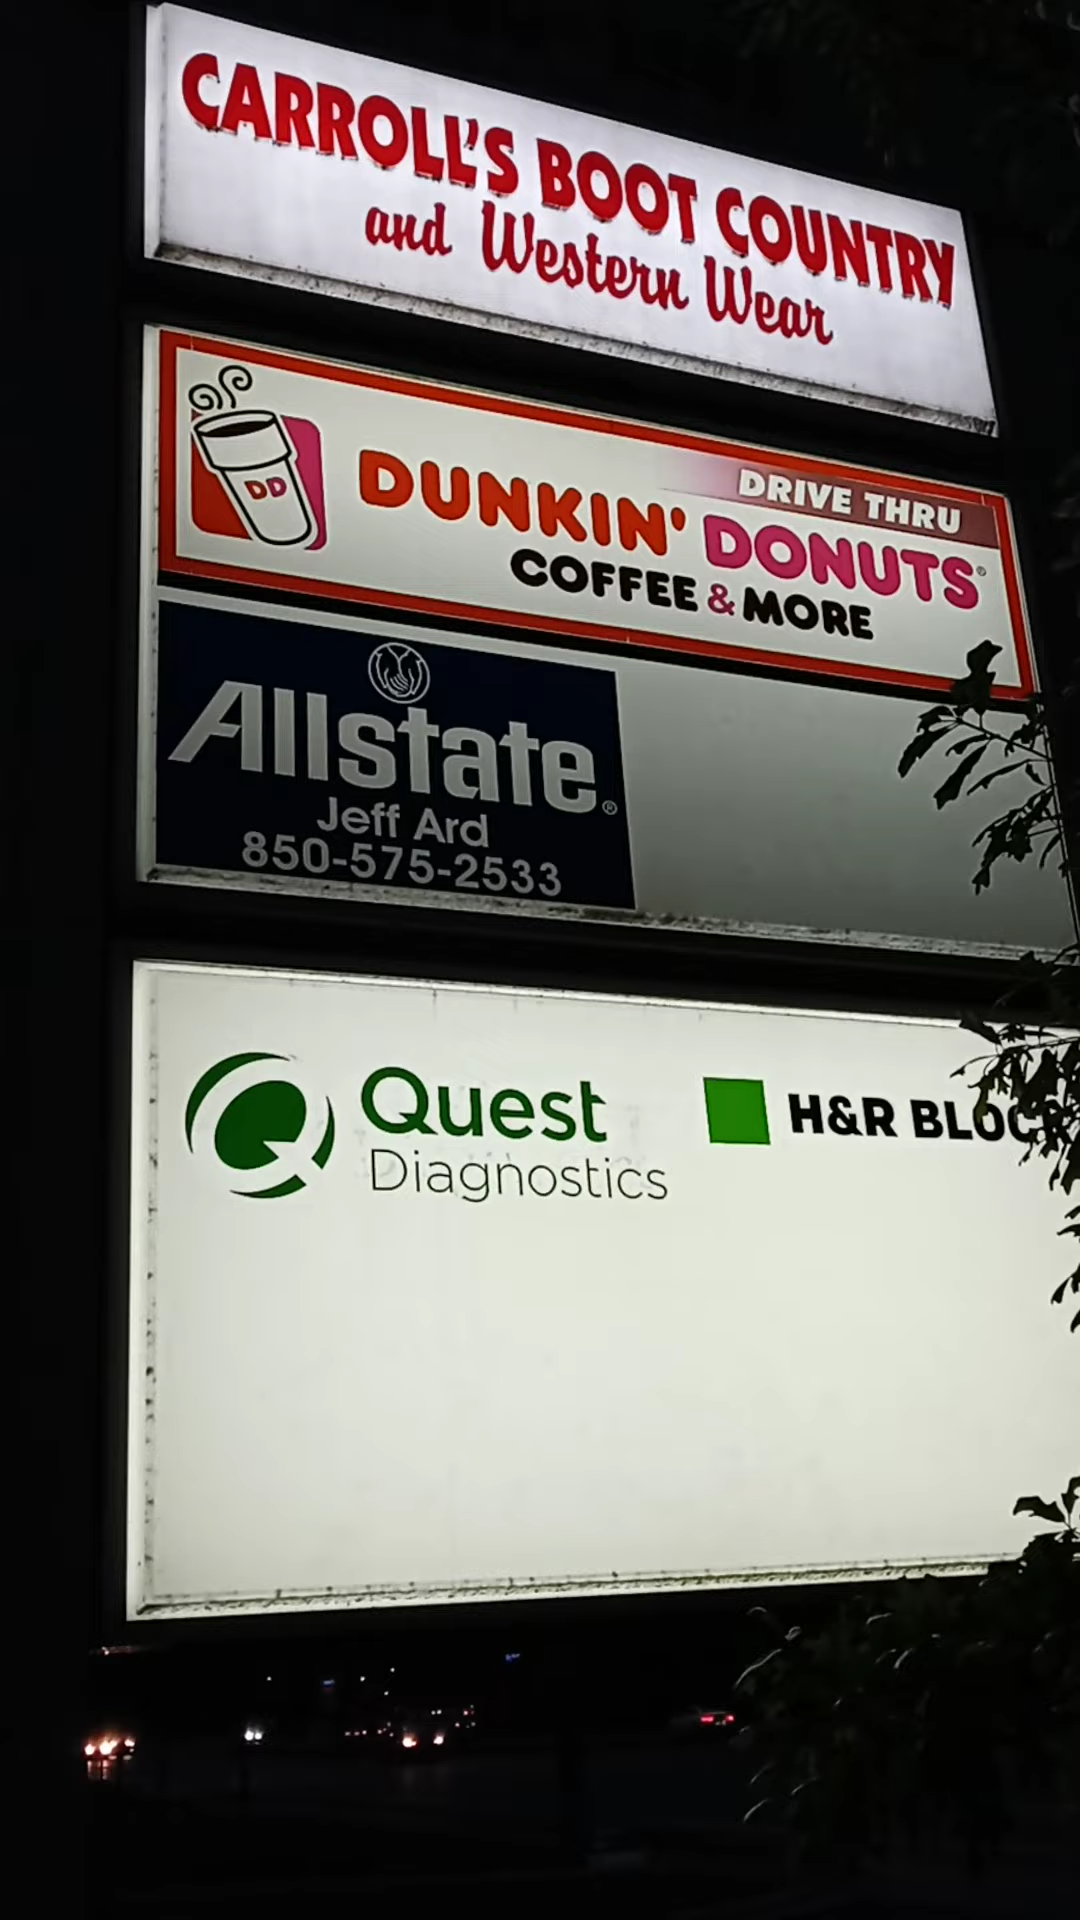 CARROLL'S BOOT COUNTRY
and Western Wear
DRIVE THRU
DUNKIN' DONUTS®
COFFEE & MORE
DD
Allstate®
Jeff Ard
850-575-2533
Quest
Diagnostics
H&R BLOCK